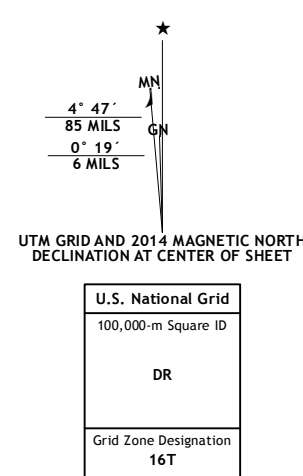 ★
MN
4° 47´
85 MILS
GN
0° 19´
6 MILS
UTM GRID AND 2014 MAGNETIC NORTH
DECLINATION AT CENTER OF SHEET
U.S. National Grid
100,000-m Square ID
DR
Grid Zone Designation
16T